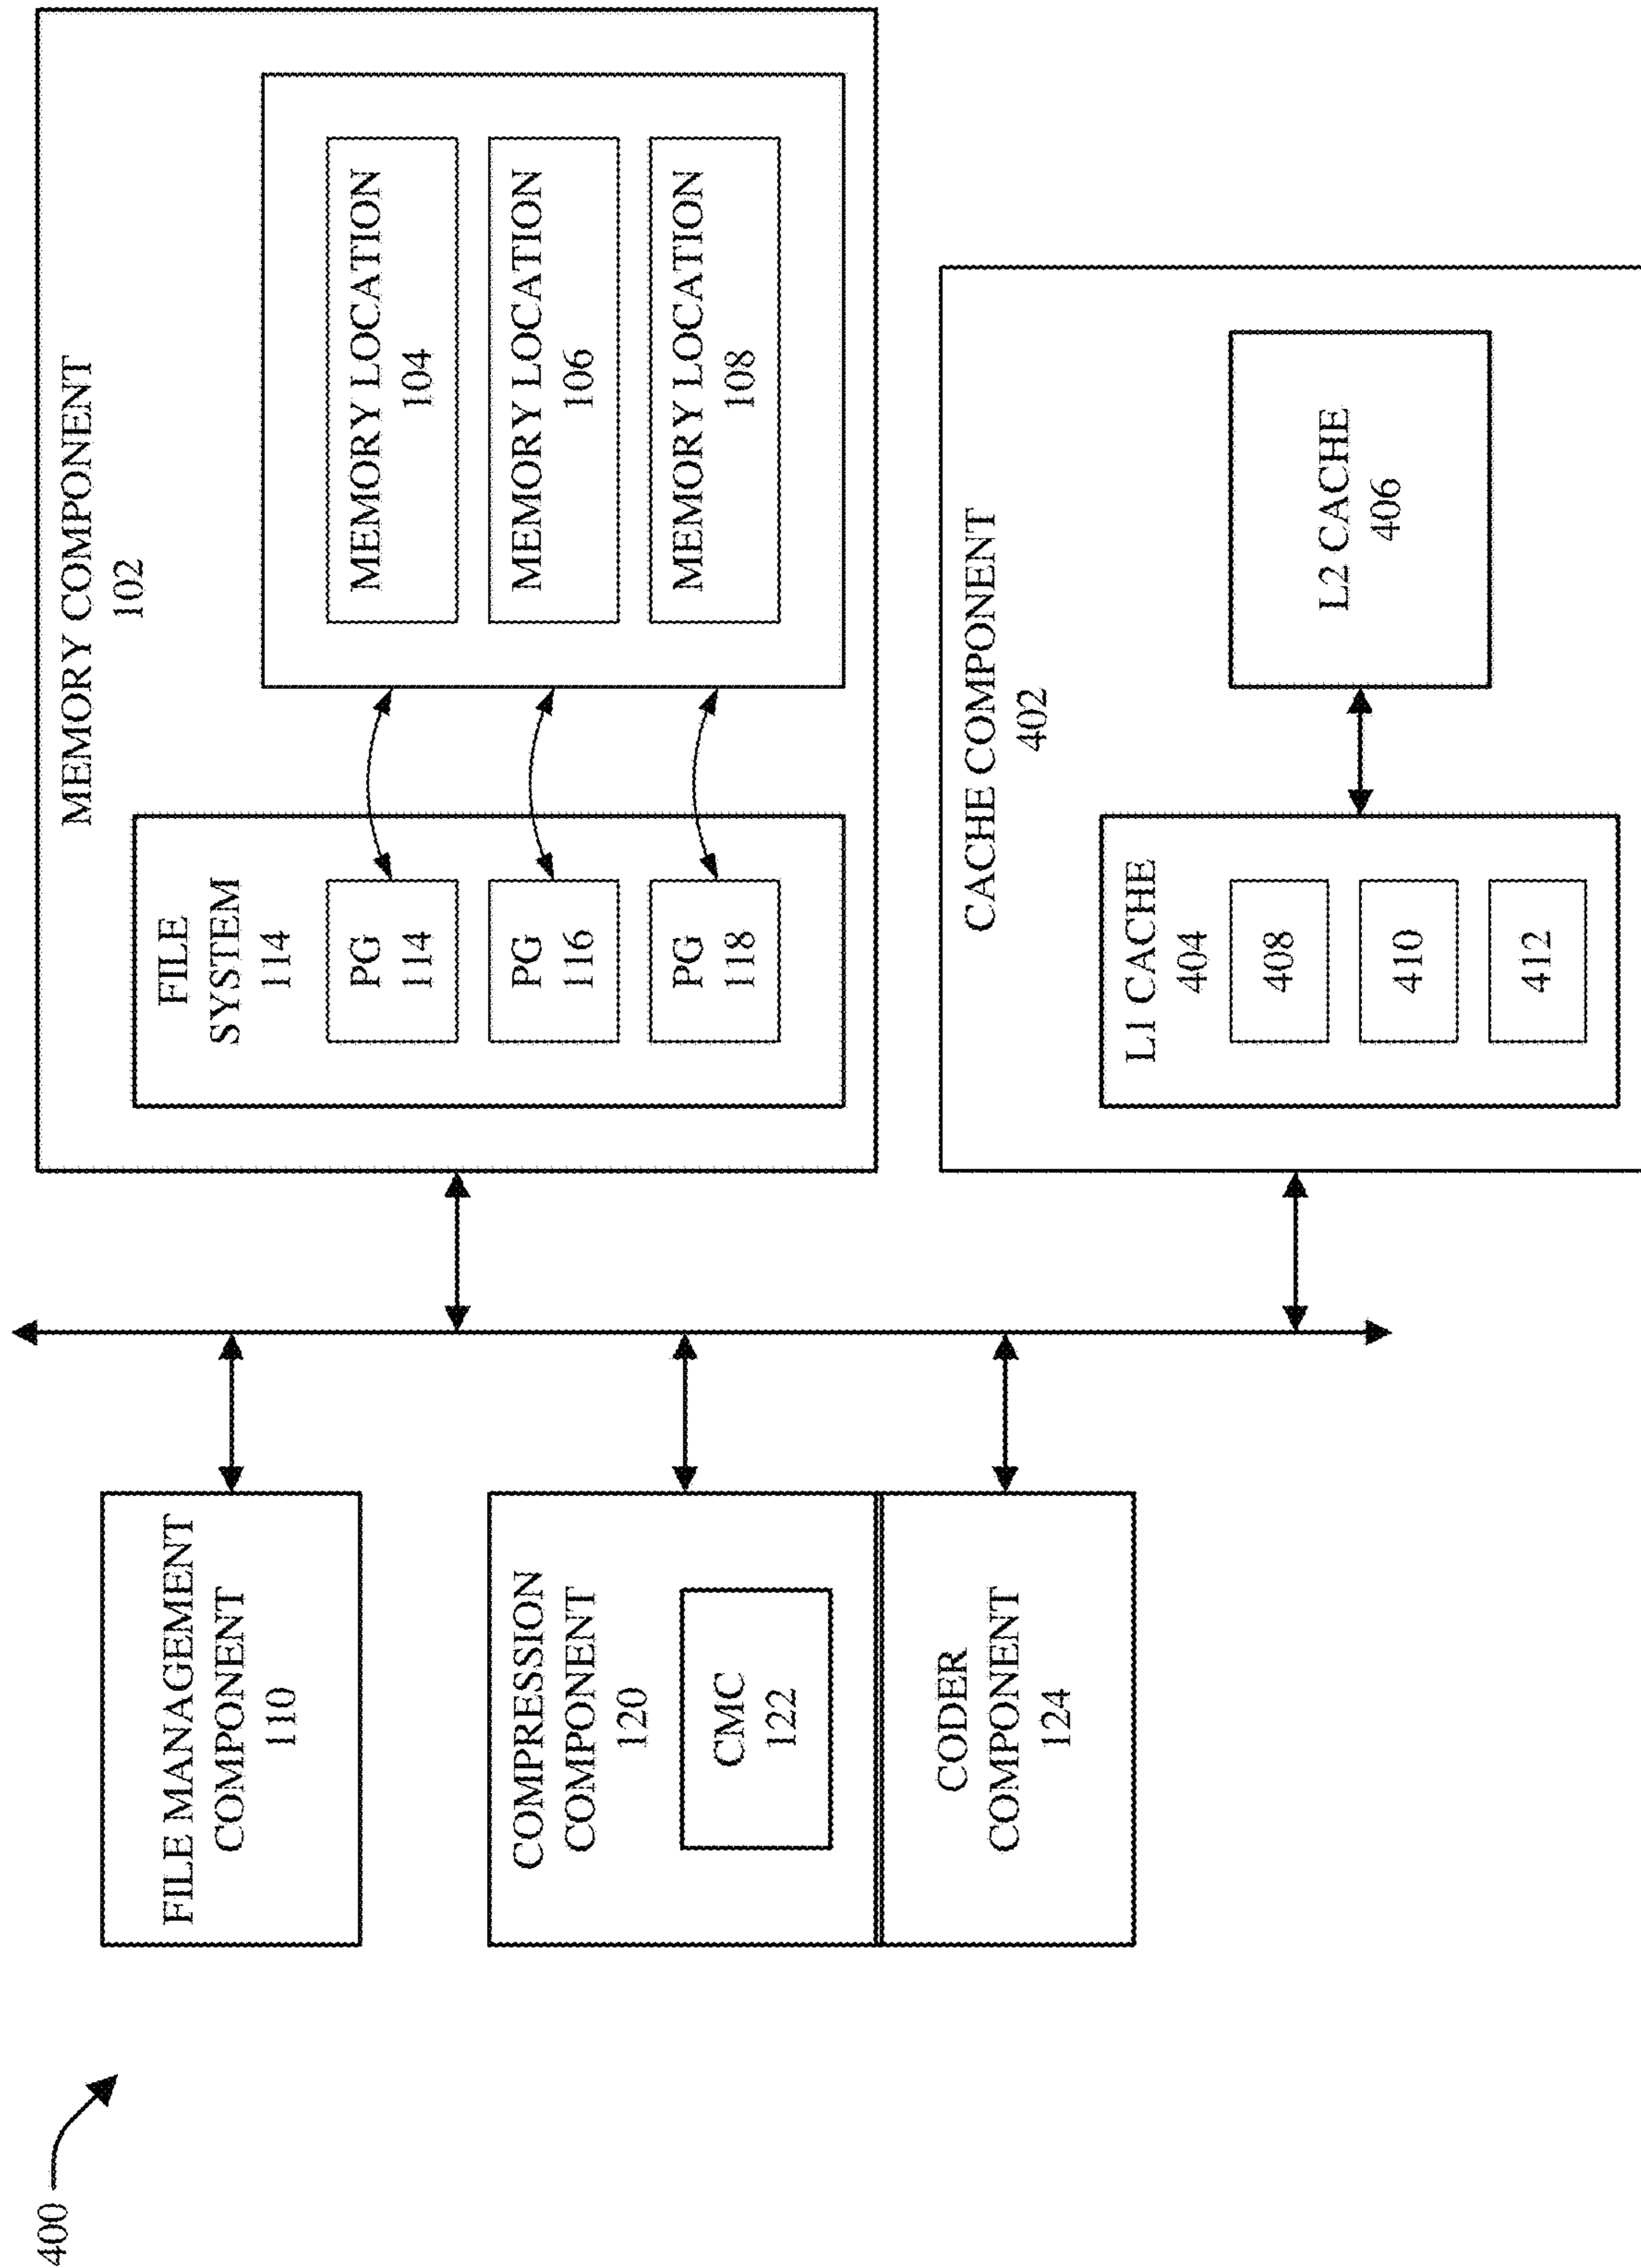 400
FILE MANAGEMENT
COMPONENT
110
COMPRESSION
COMPONENT
120
CMC
122
CODER
COMPONENT
124
MEMORY COMPONENT
102
FILE
SYSTEM
114
PG
114
PG
116
PG
118
MEMORY LOCATION
104
MEMORY LOCATION
106
MEMORY LOCATION
108
CACHE COMPONENT
402
L1 CACHE
404
408
410
412
L2 CACHE
406